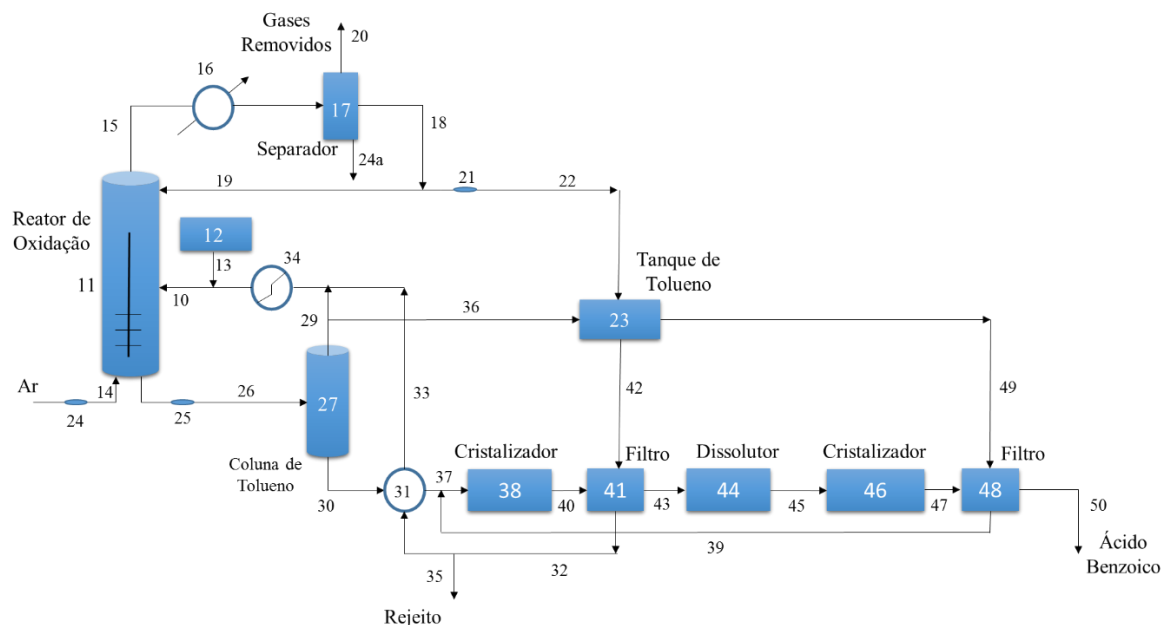 Gases
Removidos
20
16
17
15
18
Separador
24a
19
21
22
Reator de
Oxidação
12
34
Tanque de
Tolueno
13
11
10
36
29
23
Ar
14
26
33
42
49
27
24
25
Coluna de
Tolueno
Cristalizador
Filtro
Dissolutor
Cristalizador
Filtro
30
31
37
38
40
41
43
44
45
46
47
48
50
39
35
32
Ácido
Benzoico
Rejeito